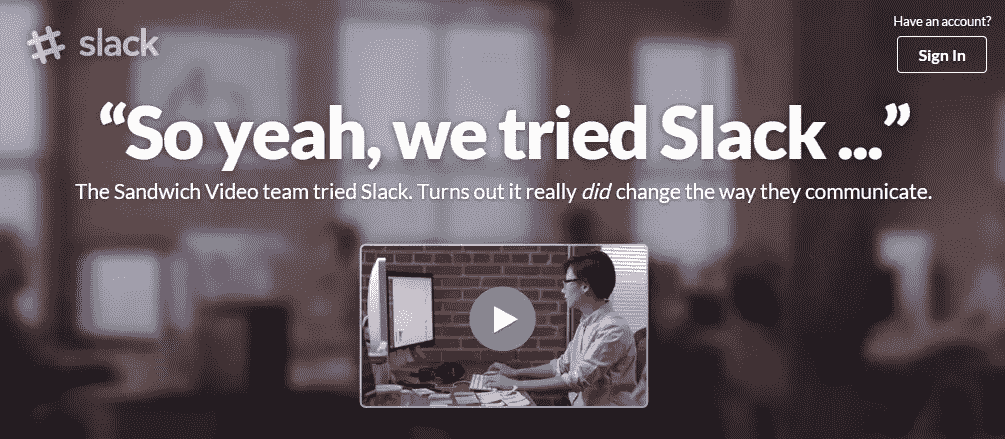 slack
Have an account?
Sign In
“So yeah, we tried Slack ...”
The Sandwich Video team tried Slack. Turns out it really did change the way they communicate.